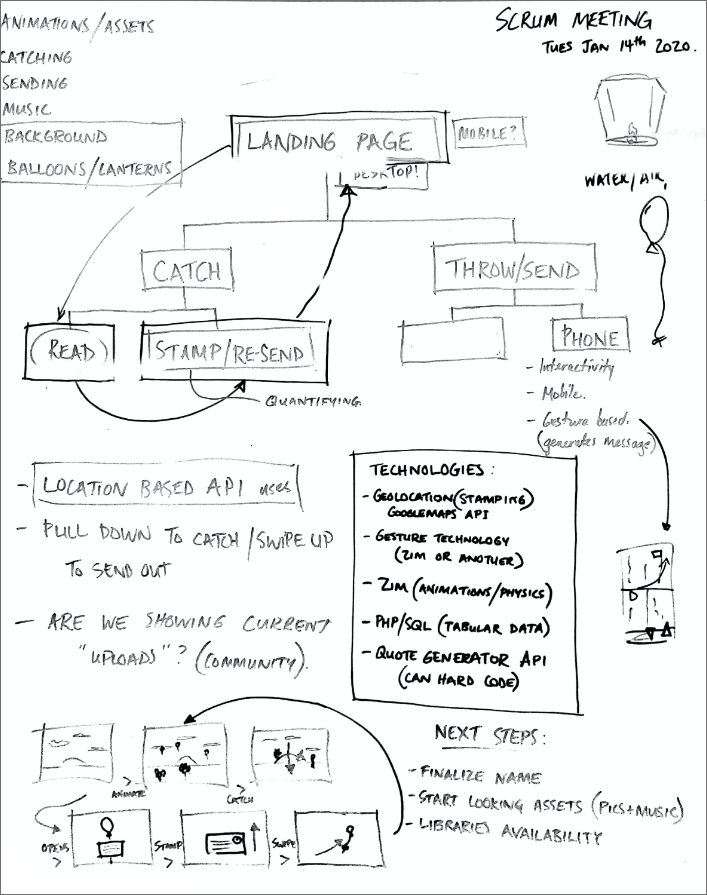 ANIMATIONS/ASSETS
CATCHING
SENDING
MUSIC
BACKGROUND
BALLOONS/LANTERNS
SCRUM MEETING
TUES JAN 14th 2020.
LANDING PAGE
MOBILE?
DESKTOP!
WATER/AIR,
CATCH
THROW/SEND
(READ)
STAMP/RE-SEND
PHONE
QUANTIFYING
- Interactivity
- Mobile.
- Gesture based.
(generates message)
- LOCATION BASED API uses
- PULL DOWN TO CATCH/SWIPE UP
TO SEND OUT
- ARE WE SHOWING CURRENT
"UPLOADS"? (COMMUNITY).
TECHNOLOGIES:
- GEOLOCATION (STAMPING)
GOOGLEMAPS API
- GESTURE TECHNOLOGY
(ZIM OR ANOTHER)
- ZIM (ANIMATIONS/PHYSICS)
- PHP/SQL (TABULAR DATA)
- QUOTE GENERATOR API
(CAN HARD CODE)
ANIMATE >
CATCH >
OPENS >
STAMP >
SWIPE >
NEXT STEPS:
- FINALIZE NAME
- START LOOKING ASSETS (PICS+MUSIC)
- LIBRARIES AVAILABILITY